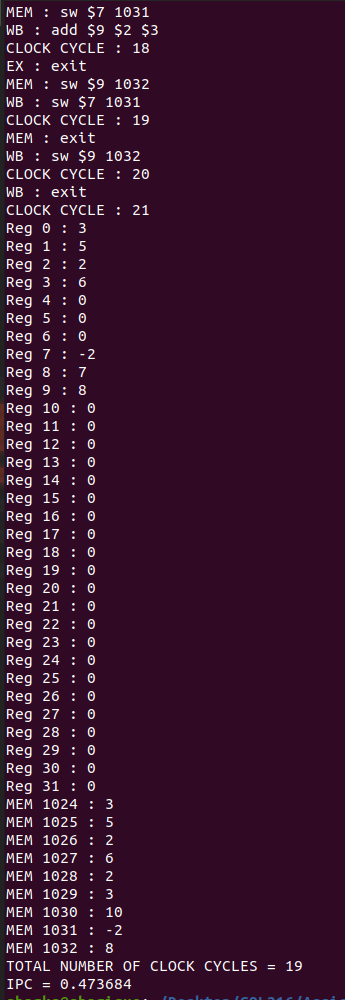 MEM : sw $7 1031
WB : add $9 $2 $3
CLOCK CYCLE : 18
EX : exit
MEM : sw $9 1032
WB : sw $7 1031
CLOCK CYCLE : 19
MEM : exit
WB : sw $9 1032
CLOCK CYCLE : 20
WB : exit
CLOCK CYCLE : 21
Reg 0 : 3
Reg 1 : 5
Reg 2 : 2
Reg 3 : 6
Reg 4 : 0
Reg 5 : 0
Reg 6 : 0
Reg 7 : -2
Reg 8 : 7
Reg 9 : 8
Reg 10 : 0
Reg 11 : 0
Reg 12 : 0
Reg 13 : 0
Reg 14 : 0
Reg 15 : 0
Reg 16 : 0
Reg 17 : 0
Reg 18 : 0
Reg 19 : 0
Reg 20 : 0
Reg 21 : 0
Reg 22 : 0
Reg 23 : 0
Reg 24 : 0
Reg 25 : 0
Reg 26 : 0
Reg 27 : 0
Reg 28 : 0
Reg 29 : 0
Reg 30 : 0
Reg 31 : 0
MEM 1024 : 3
MEM 1025 : 5
MEM 1026 : 2
MEM 1027 : 6
MEM 1028 : 2
MEM 1029 : 3
MEM 1030 : 10
MEM 1031 : -2
MEM 1032 : 8
TOTAL NUMBER OF CLOCK CYCLES = 19
IPC = 0.473684